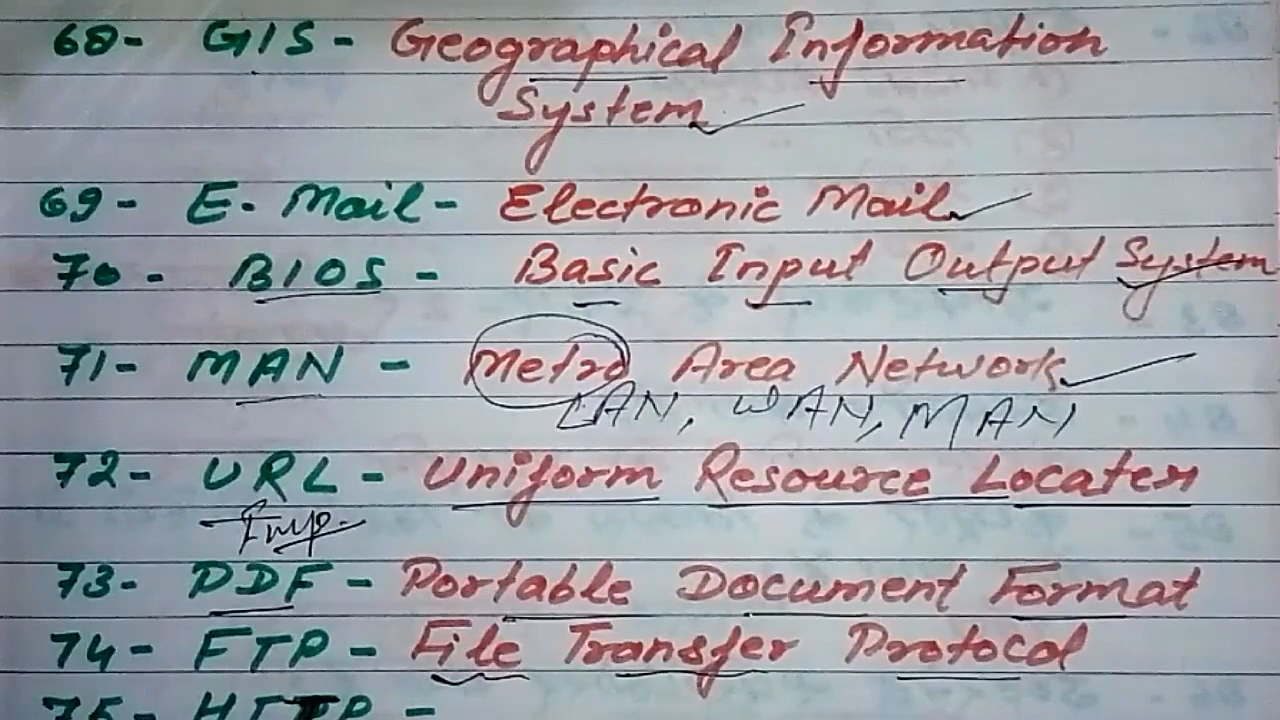 68- GIS - Geographical Information
System
69- E. Mail- Electronic Mail
70- BIOS - Basic Input Output System
71- MAN - Metro Area Network
LAN, WAN, MAN
72- URL - Uniform Resource Locater
Imp.
73- PDF - Portable Document Format
74- FTP - File Transfer Protocol
75- HTTP -